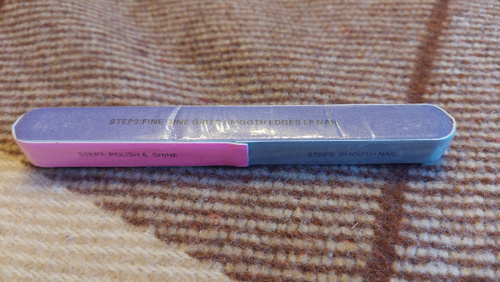 STEP3:FINE FINE GRIT SMOOTH EDGES OF NAIL
STEP7 POLISH & SHINE
STEP5 SMOOTH NAIL